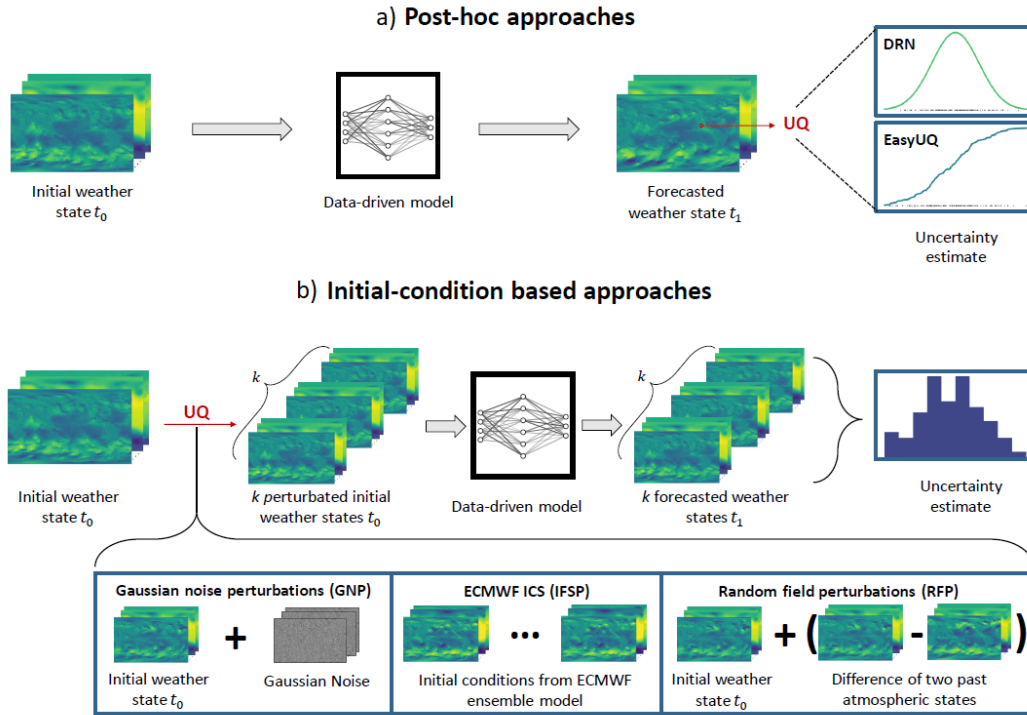 a) Post-hoc approaches
DRN
UQ
EasyUQ
Initial weather
state t0
Data-driven model
Forecasted
weather state t1
Uncertainty
estimate
b) Initial-condition based approaches
k
k
UQ
Initial weather
state t0
k perturbated initial
weather states t0
Data-driven model
k forecasted weather
states t1
Uncertainty
estimate
Gaussian noise perturbations (GNP)
+
Initial weather
state t0
Gaussian Noise
ECMWF ICS (IFSP)
...
Initial conditions from ECMWF
ensemble model
Random field perturbations (RFP)
+ ( - )
Initial weather
state t0
Difference of two past
atmospheric states